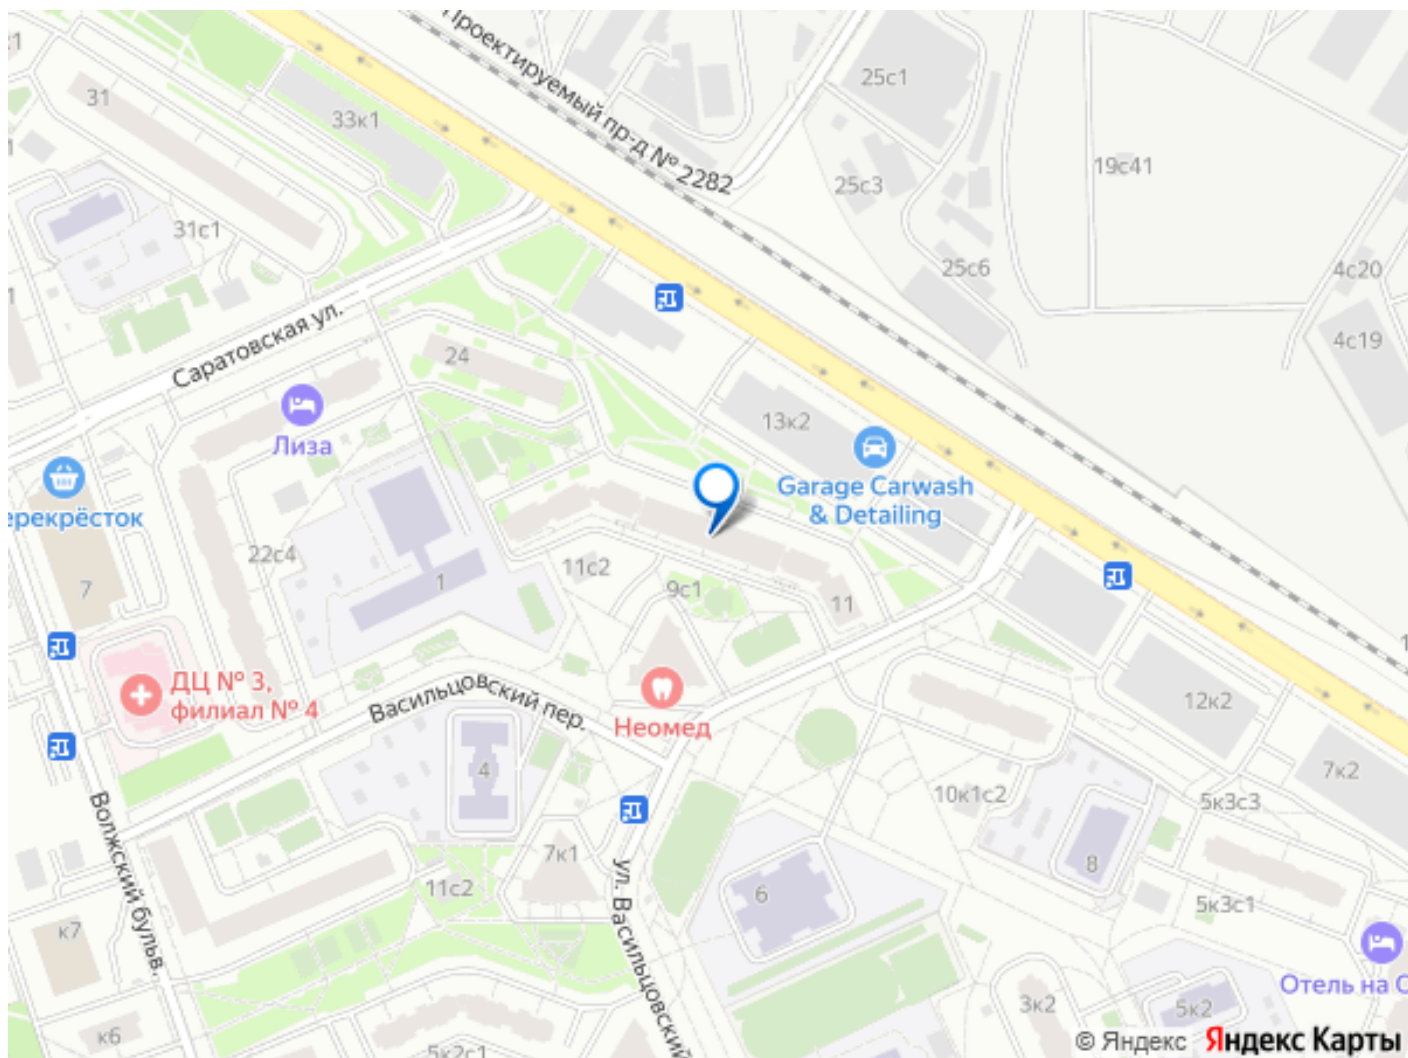 Проектируемый пр-д № 2282
31
33к1
25с1
19с41
25с3
31с1
25с6
4с20
Саратовская ул.
4с19
24
Лиза
13к2
Garage Carwash
& Detailing
22с4
1
11с2
9с1
11
7
ДЦ № 3,
филиал № 4
Васильцовский пер.
Неомед
12к2
4
7к2
10к1с2
5к3с3
Волжский бульв.
7к1
8
11с2
ул. Васильцовский
6
5к3с1
к7
3к2
5к2
к6
5к2с1
© Яндекс Яндекс Карты